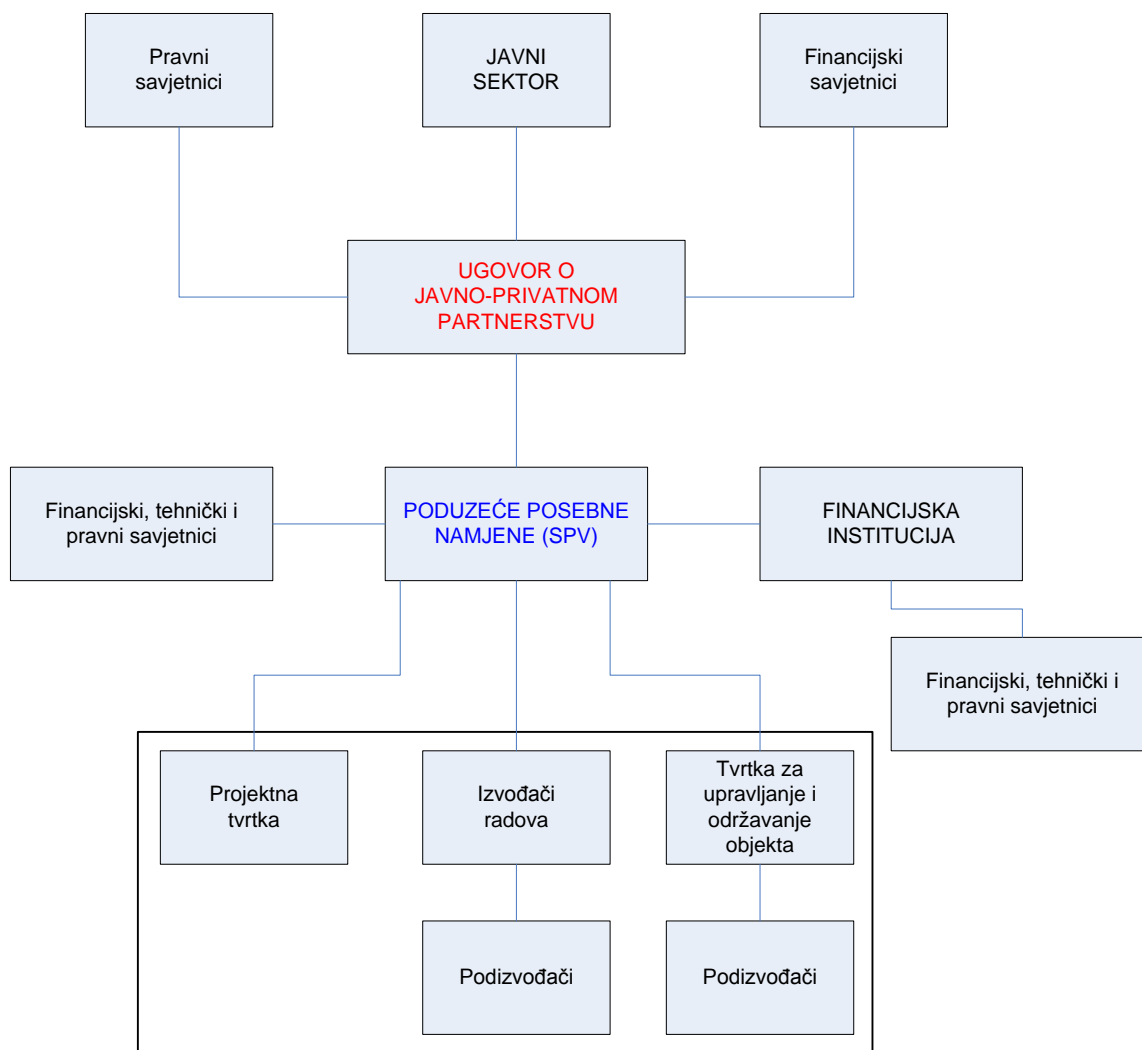 Pravni
savjetnici
JAVNI
SEKTOR
Financijski
savjetnici
UGOVOR O
JAVNO-PRIVATNOM
PARTNERSTVU
Financijski, tehnički i
pravni savjetnici
PODUZEĆE POSEBNE
NAMJENE (SPV)
FINANCIJSKA
INSTITUCIJA
Financijski, tehnički i
pravni savjetnici
Projektna
tvrtka
Izvođači
radova
Tvrtka za
upravljanje i
održavanje
objekta
Podizvođači
Podizvođači